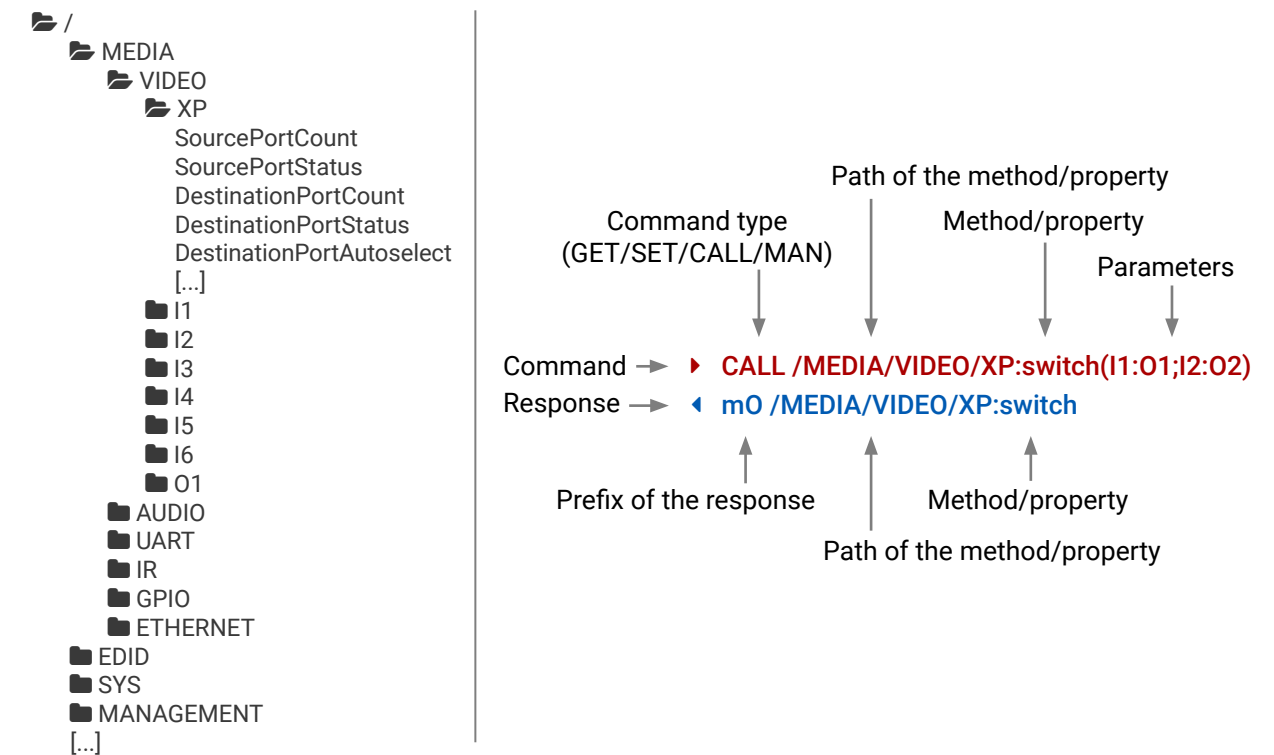 /
MEDIA
VIDEO
XP
SourcePortCount
SourcePortStatus
DestinationPortCount
DestinationPortStatus
DestinationPortAutoselect
[...]
I1
I2
I3
I4
I5
I6
O1
AUDIO
UART
IR
GPIO
ETHERNET
EDID
SYS
MANAGEMENT
[...]
Path of the method/property
Command type
(GET/SET/CALL/MAN)
Method/property
Parameters
Command
CALL /MEDIA/VIDEO/XP:switch(I1:O1;I2:O2)
Response
mO /MEDIA/VIDEO/XP:switch
Prefix of the response
Method/property
Path of the method/property